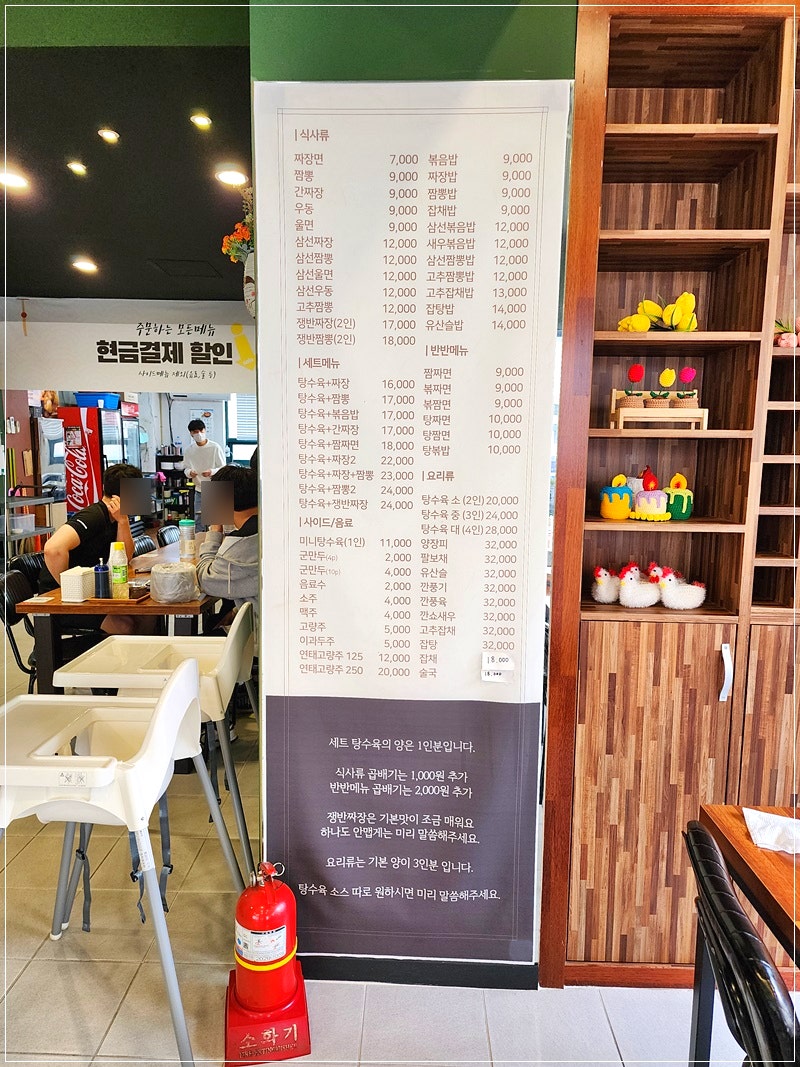 주문하는 모든메뉴
현금결제 할인
Coca-Cola
| 식사류
짜장면 7,000
짬뽕 9,000
간짜장 9,000
우동 9,000
울면 9,000
삼선짜장 12,000
삼선짬뽕 12,000
삼선울면 12,000
삼선우동 12,000
고추짬뽕 12,000
쟁반짜장(2인) 17,000
쟁반짬뽕(2인) 18,000
볶음밥 9,000
짜장밥 9,000
짬뽕밥 9,000
잡채밥 9,000
삼선볶음밥 12,000
새우볶음밥 12,000
삼선짬뽕밥 12,000
고추짬뽕밥 12,000
고추잡채밥 13,000
잡탕밥 14,000
유산슬밥 14,000
| 세트메뉴
탕수육+짜장 16,000
탕수육+짬뽕 17,000
탕수육+볶음밥 17,000
탕수육+간짜장 17,000
탕수육+짬짜면 18,000
탕수육+짜장2 22,000
탕수육+짜장+짬뽕 23,000
탕수육+짬뽕2 24,000
탕수육+쟁반짜장 24,000
| 반반메뉴
짬짜면 9,000
볶짜면 9,000
볶짬면 9,000
탕짜면 10,000
탕짬면 10,000
탕볶밥 10,000
| 사이드/음료
미니탕수육(1인) 11,000
군만두(4p) 2,000
군만두(10p) 4,000
음료수 2,000
소주 4,000
맥주 4,000
고량주 5,000
이과두주 5,000
연태고량주 125 12,000
연태고량주 250 20,000
| 요리류
탕수육 소 (2인) 20,000
탕수육 중 (3인) 24,000
탕수육 대 (4인) 28,000
양장피 32,000
팔보채 32,000
유산슬 32,000
깐풍기 32,000
깐풍육 32,000
깐쇼새우 32,000
고추잡채 32,000
잡탕 32,000
잡채 18,000
술국
세트 탕수육의 양은 1인분입니다.
식사류 곱배기는 1,000원 추가
반반메뉴 곱배기는 2,000원 추가
쟁반짜장은 기본맛이 조금 매워요
하나도 안맵게는 미리 말씀해주세요.
요리류는 기본 양이 3인분 입니다.
탕수육 소스 따로 원하시면 미리 말씀해주세요.
소화기